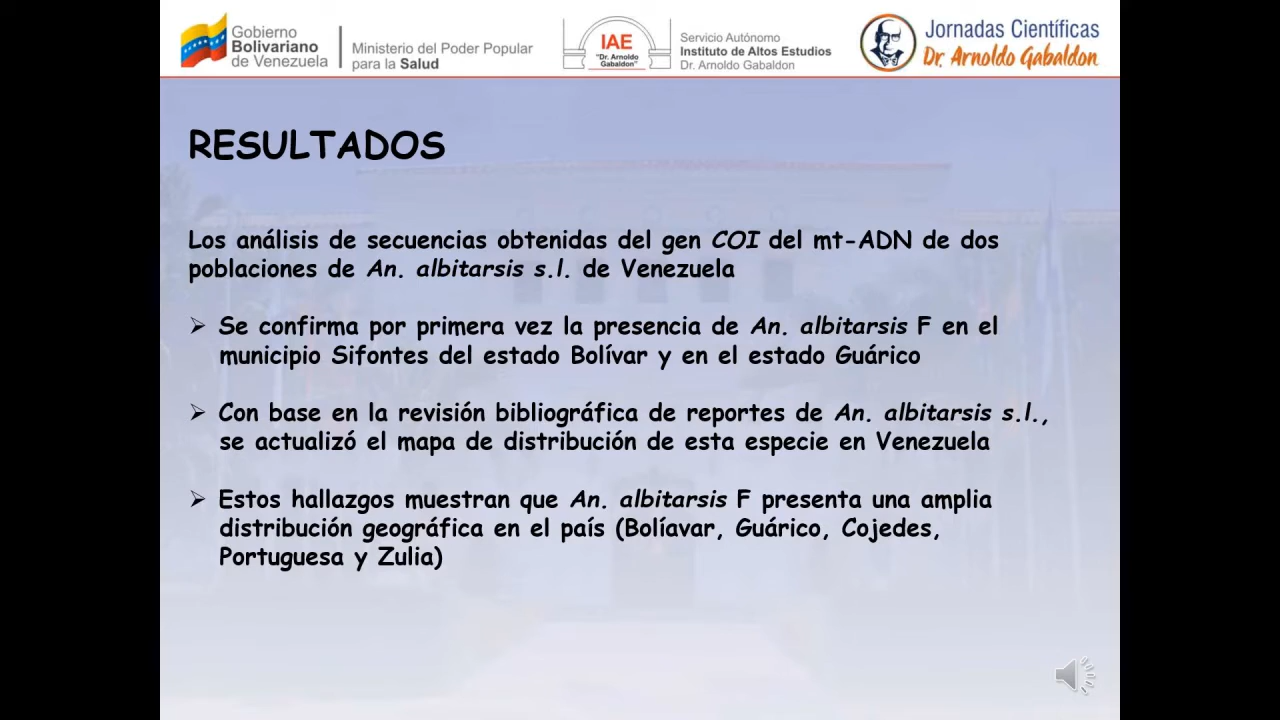 Gobierno
Bolivariano
de Venezuela
Ministerio del Poder Popular
para la Salud
IAE
"Dr. Arnoldo
Gabaldon"
Servicio Autónomo
Instituto de Altos Estudios
Dr. Arnoldo Gabaldon
Jornadas Científicas
Dr. Arnoldo Gabaldon
RESULTADOS
Los análisis de secuencias obtenidas del gen COI del mt-ADN de dos
poblaciones de An. albitarsis s.l. de Venezuela
➢ Se confirma por primera vez la presencia de An. albitarsis F en el
municipio Sifontes del estado Bolívar y en el estado Guárico
➢ Con base en la revisión bibliográfica de reportes de An. albitarsis s.l.,
se actualizó el mapa de distribución de esta especie en Venezuela
➢ Estos hallazgos muestran que An. albitarsis F presenta una amplia
distribución geográfica en el país (Bolíavar, Guárico, Cojedes,
Portuguesa y Zulia)